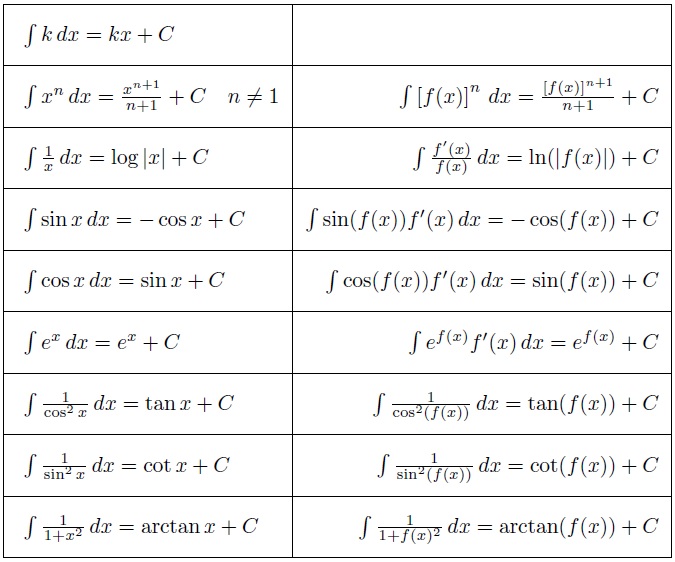 ∫ k dx = kx + C
∫ xⁿ dx = xⁿ⁺¹/n+1 + C   n ≠ 1   ∫ [f(x)]ⁿ dx = [f(x)]ⁿ⁺¹/n+1 + C
∫ 1/x dx = log |x| + C   ∫ f′(x)/f(x) dx = ln(|f(x)|) + C
∫ sin x dx = − cos x + C   ∫ sin(f(x))f′(x) dx = − cos(f(x)) + C
∫ cos x dx = sin x + C   ∫ cos(f(x))f′(x) dx = sin(f(x)) + C
∫ eˣ dx = eˣ + C   ∫ e^f(x) f′(x) dx = e^f(x) + C
∫ 1/cos² x dx = tan x + C   ∫ 1/cos²(f(x)) dx = tan(f(x)) + C
∫ 1/sin² x dx = cot x + C   ∫ 1/sin²(f(x)) dx = cot(f(x)) + C
∫ 1/1+x² dx = arctan x + C   ∫ 1/1+f(x)² dx = arctan(f(x)) + C